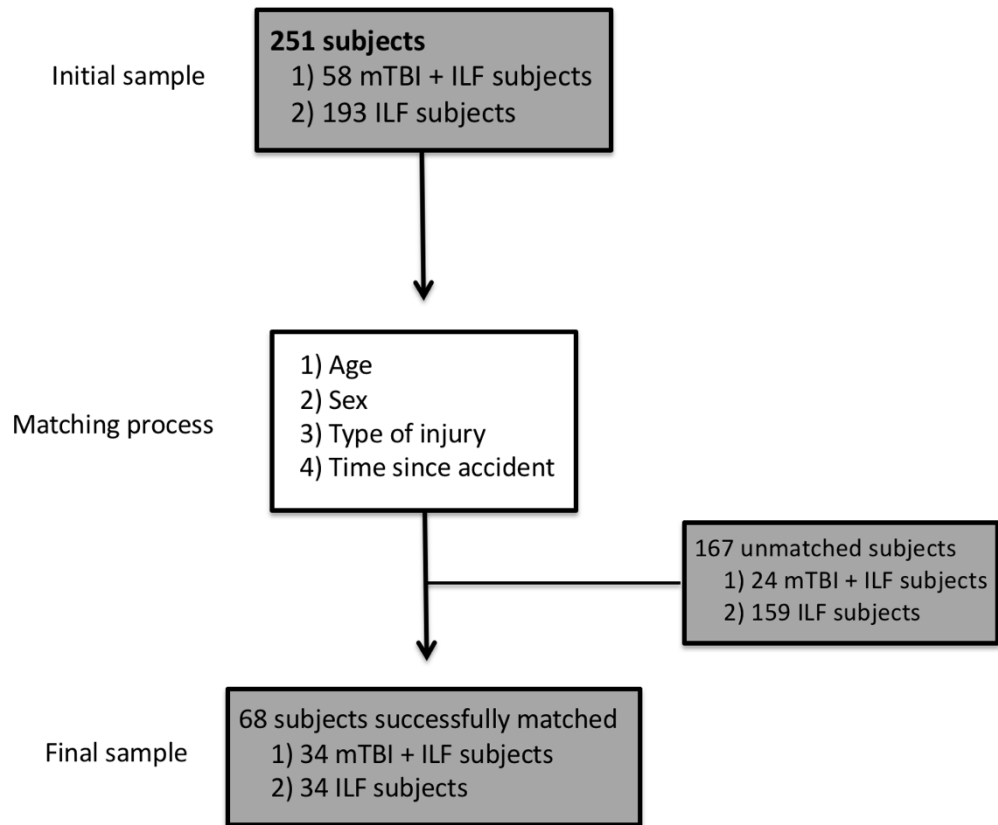 Initial sample
251 subjects
1) 58 mTBI + ILF subjects
2) 193 ILF subjects
Matching process
1) Age
2) Sex
3) Type of injury
4) Time since accident
167 unmatched subjects
1) 24 mTBI + ILF subjects
2) 159 ILF subjects
Final sample
68 subjects successfully matched
1) 34 mTBI + ILF subjects
2) 34 ILF subjects